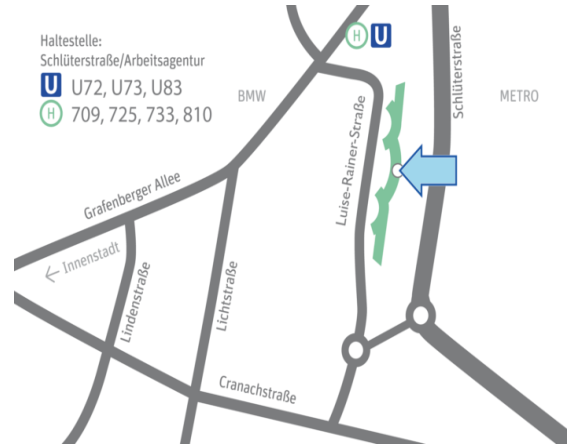 Haltestelle:
Schlüterstraße/Arbeitsagentur
U U72, U73, U83
H 709, 725, 733, 810
H U
BMW
METRO
Schlüterstraße
Luise-Rainer-Straße
Grafenberger Allee
← Innenstadt
Lindenstraße
Lichtstraße
Cranachstraße